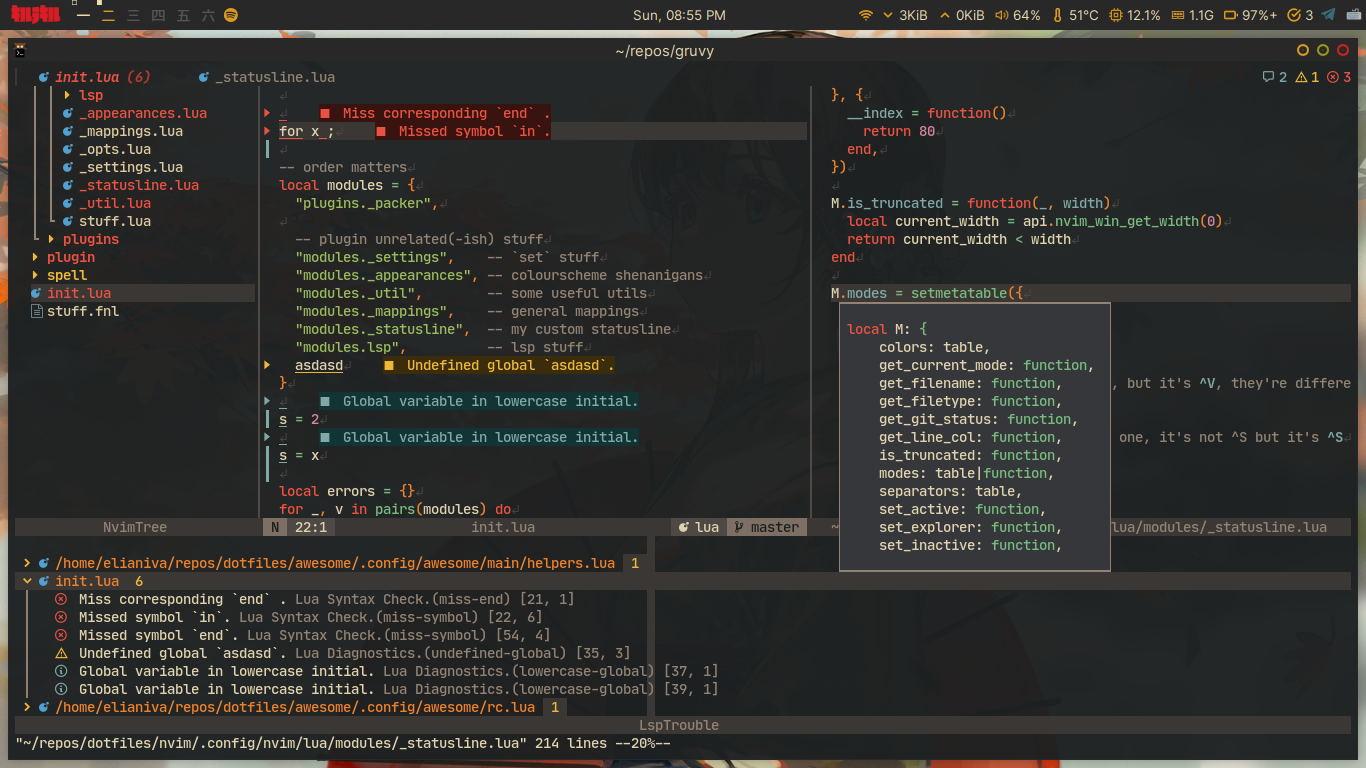 一 二 三 四 五 六
Sun, 08:55 PM
3KiB 0KiB 64% 51°C 12.1% 1.1G 97%+ 3
~/repos/gruvy
init.lua (6) _statusline.lua
2 1 3
lsp
_appearances.lua
_mappings.lua
_opts.lua
_settings.lua
_statusline.lua
_util.lua
stuff.lua
plugins
plugin
spell
init.lua
stuff.fnl
■ Miss corresponding `end` .
for x ; ■ Missed symbol `in`.
-- order matters
local modules = {
"plugins._packer",
-- plugin unrelated(-ish) stuff
"modules._settings", -- `set` stuff
"modules._appearances", -- colourscheme shenanigans
"modules._util", -- some useful utils
"modules._mappings", -- general mappings
"modules._statusline", -- my custom statusline
"modules.lsp", -- lsp stuff
asdasd ■ Undefined global `asdasd`.
}
■ Global variable in lowercase initial.
s = 2
■ Global variable in lowercase initial.
s = x
local errors = {}
for _, v in pairs(modules) do
}, {
__index = function()
return 80
end,
})
M.is_truncated = function(_, width)
local current_width = api.nvim_win_get_width(0)
return current_width < width
end
M.modes = setmetatable({
local M: {
colors: table,
get_current_mode: function,
get_filename: function,
get_filetype: function,
get_git_status: function,
get_line_col: function,
is_truncated: function,
modes: table|function,
separators: table,
set_active: function,
set_explorer: function,
set_inactive: function,
, but it's ^V, they're differe
one, it's not ^S but it's ^S
NvimTree
N 22:1 init.lua lua master
~
lua/modules/_statusline.lua
/home/elianiva/repos/dotfiles/awesome/.config/awesome/main/helpers.lua 1
init.lua 6
Miss corresponding `end` . Lua Syntax Check.(miss-end) [21, 1]
Missed symbol `in`. Lua Syntax Check.(miss-symbol) [22, 6]
Missed symbol `end`. Lua Syntax Check.(miss-symbol) [54, 4]
Undefined global `asdasd`. Lua Diagnostics.(undefined-global) [35, 3]
Global variable in lowercase initial. Lua Diagnostics.(lowercase-global) [37, 1]
Global variable in lowercase initial. Lua Diagnostics.(lowercase-global) [39, 1]
/home/elianiva/repos/dotfiles/awesome/.config/awesome/rc.lua 1
LspTrouble
"~/repos/dotfiles/nvim/.config/nvim/lua/modules/_statusline.lua" 214 lines --20%--